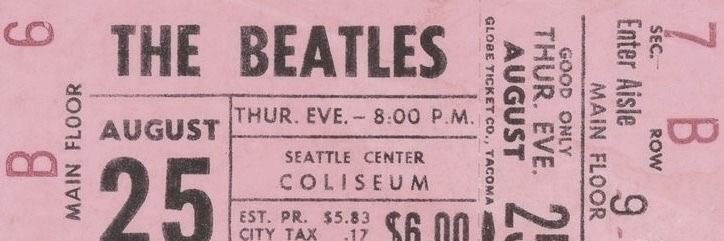 6
B
MAIN FLOOR
THE BEATLES
AUGUST
25
THUR. EVE. – 8:00 P.M.
SEATTLE CENTER
COLISEUM
EST. PR. $5.83
CITY TAX .17
$6.00
GLOBE TICKET CO., TACOMA
AUGUST
THUR. EVE.
GOOD ONLY
25
MAIN FLOOR
Enter Aisle
9
SEC.
7
ROW
B